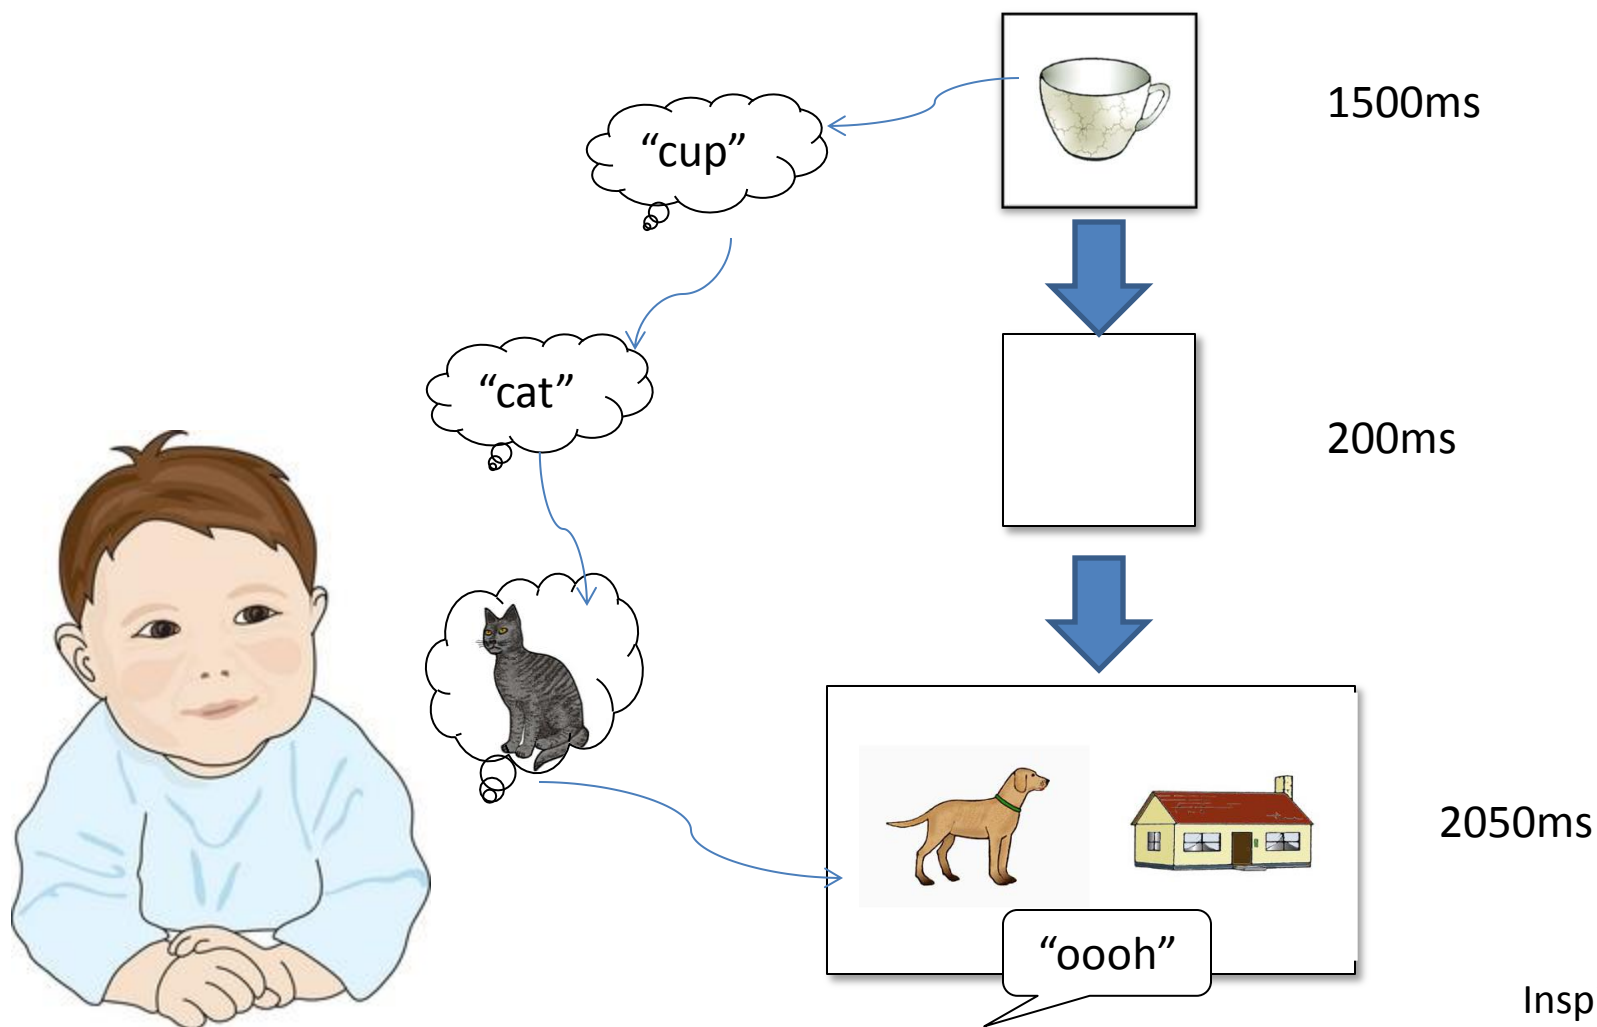 1500ms
“cup”
“cat”
200ms
2050ms
“oooh”
Insp